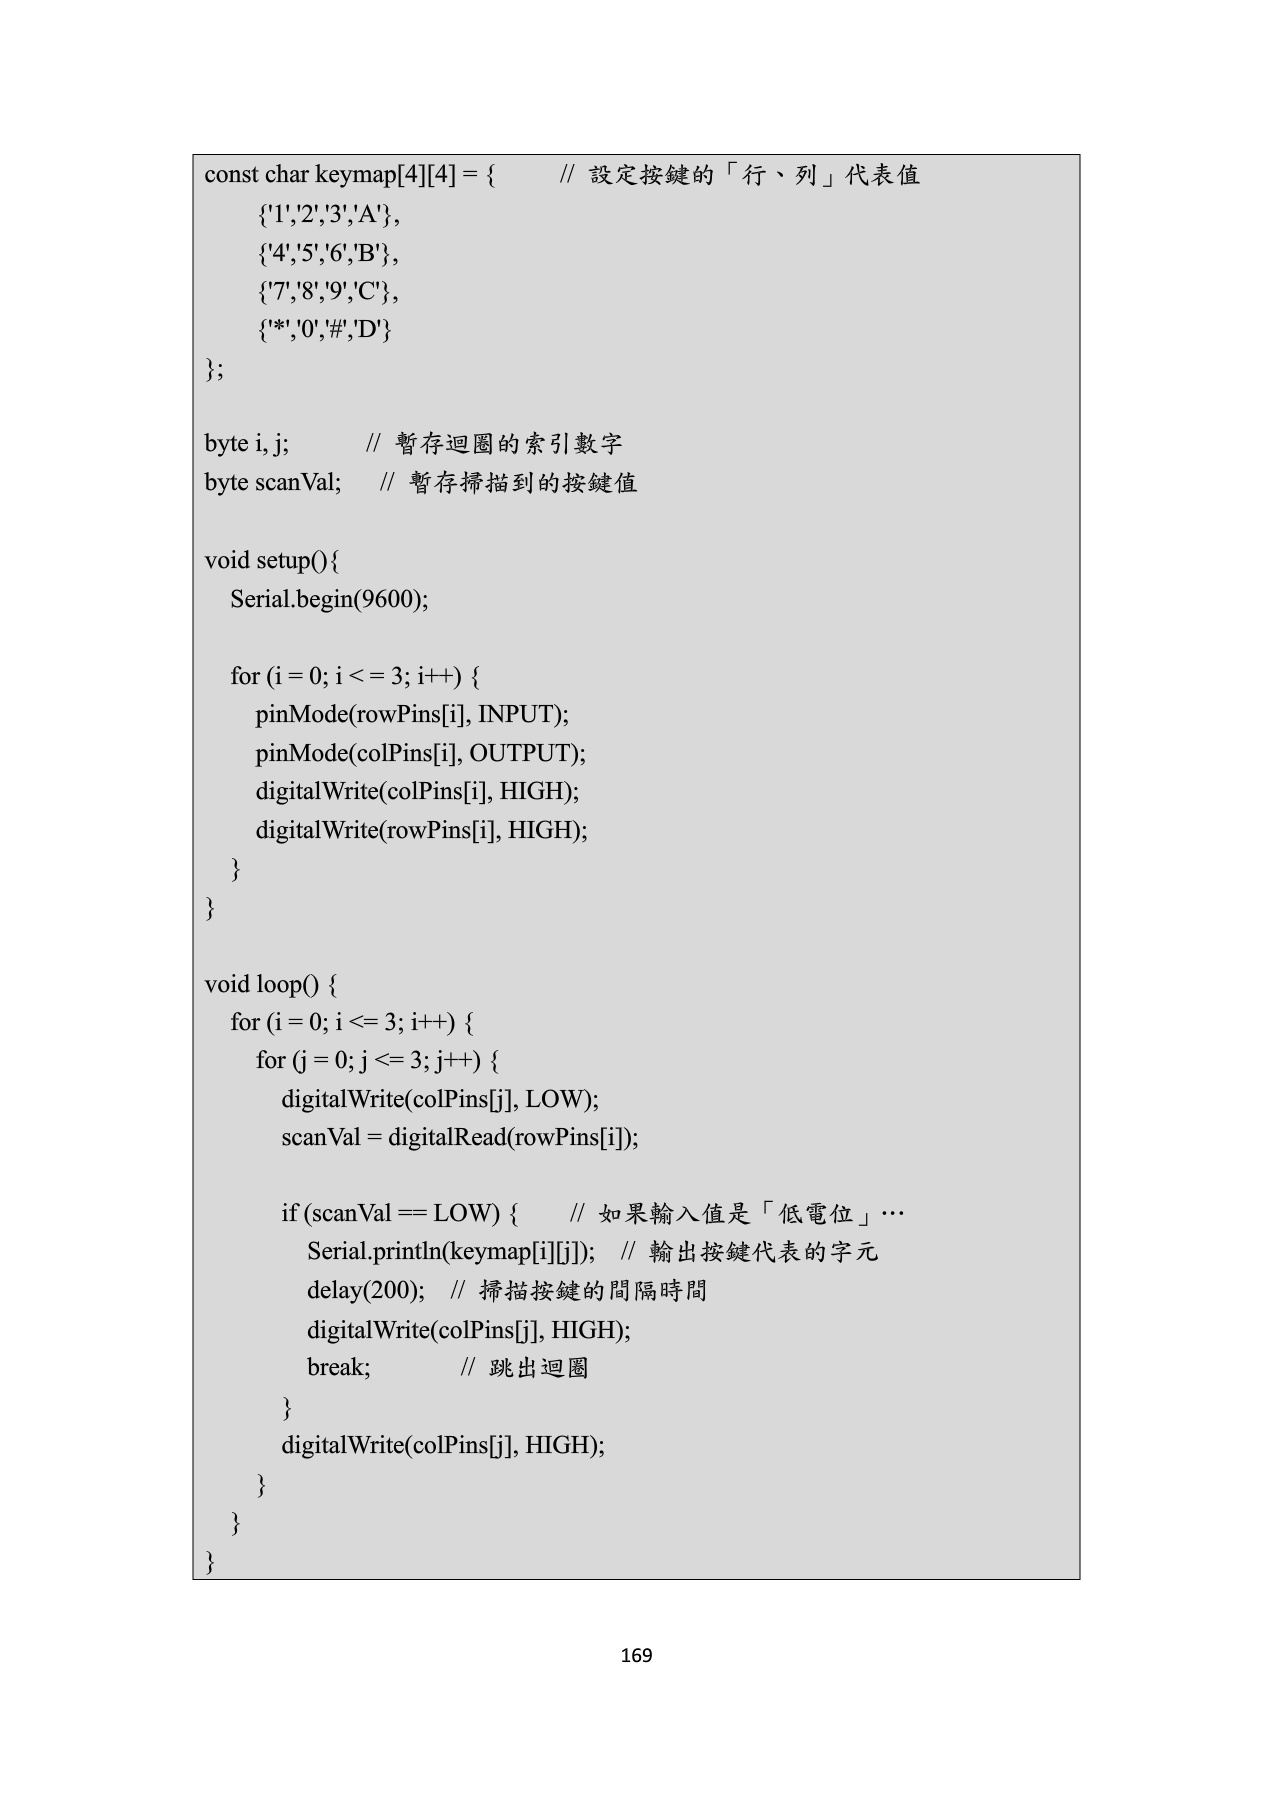 const char keymap[4][4] = {          // 設定按鍵的「行、列」代表值
        {'1','2','3','A'},
        {'4','5','6','B'},
        {'7','8','9','C'},
        {'*','0','#','D'}
};

byte i, j;            // 暫存迴圈的索引數字
byte scanVal;      // 暫存掃描到的按鍵值

void setup(){
    Serial.begin(9600);

    for (i = 0; i < = 3; i++) {
        pinMode(rowPins[i], INPUT);
        pinMode(colPins[i], OUTPUT);
        digitalWrite(colPins[i], HIGH);
        digitalWrite(rowPins[i], HIGH);
    }
}

void loop() {
    for (i = 0; i <= 3; i++) {
        for (j = 0; j <= 3; j++) {
            digitalWrite(colPins[j], LOW);
            scanVal = digitalRead(rowPins[i]);

            if (scanVal == LOW) {        // 如果輸入值是「低電位」…
                Serial.println(keymap[i][j]);    // 輸出按鍵代表的字元
                delay(200);    // 掃描按鍵的間隔時間
                digitalWrite(colPins[j], HIGH);
                break;              // 跳出迴圈
            }
            digitalWrite(colPins[j], HIGH);
        }
    }
}
169